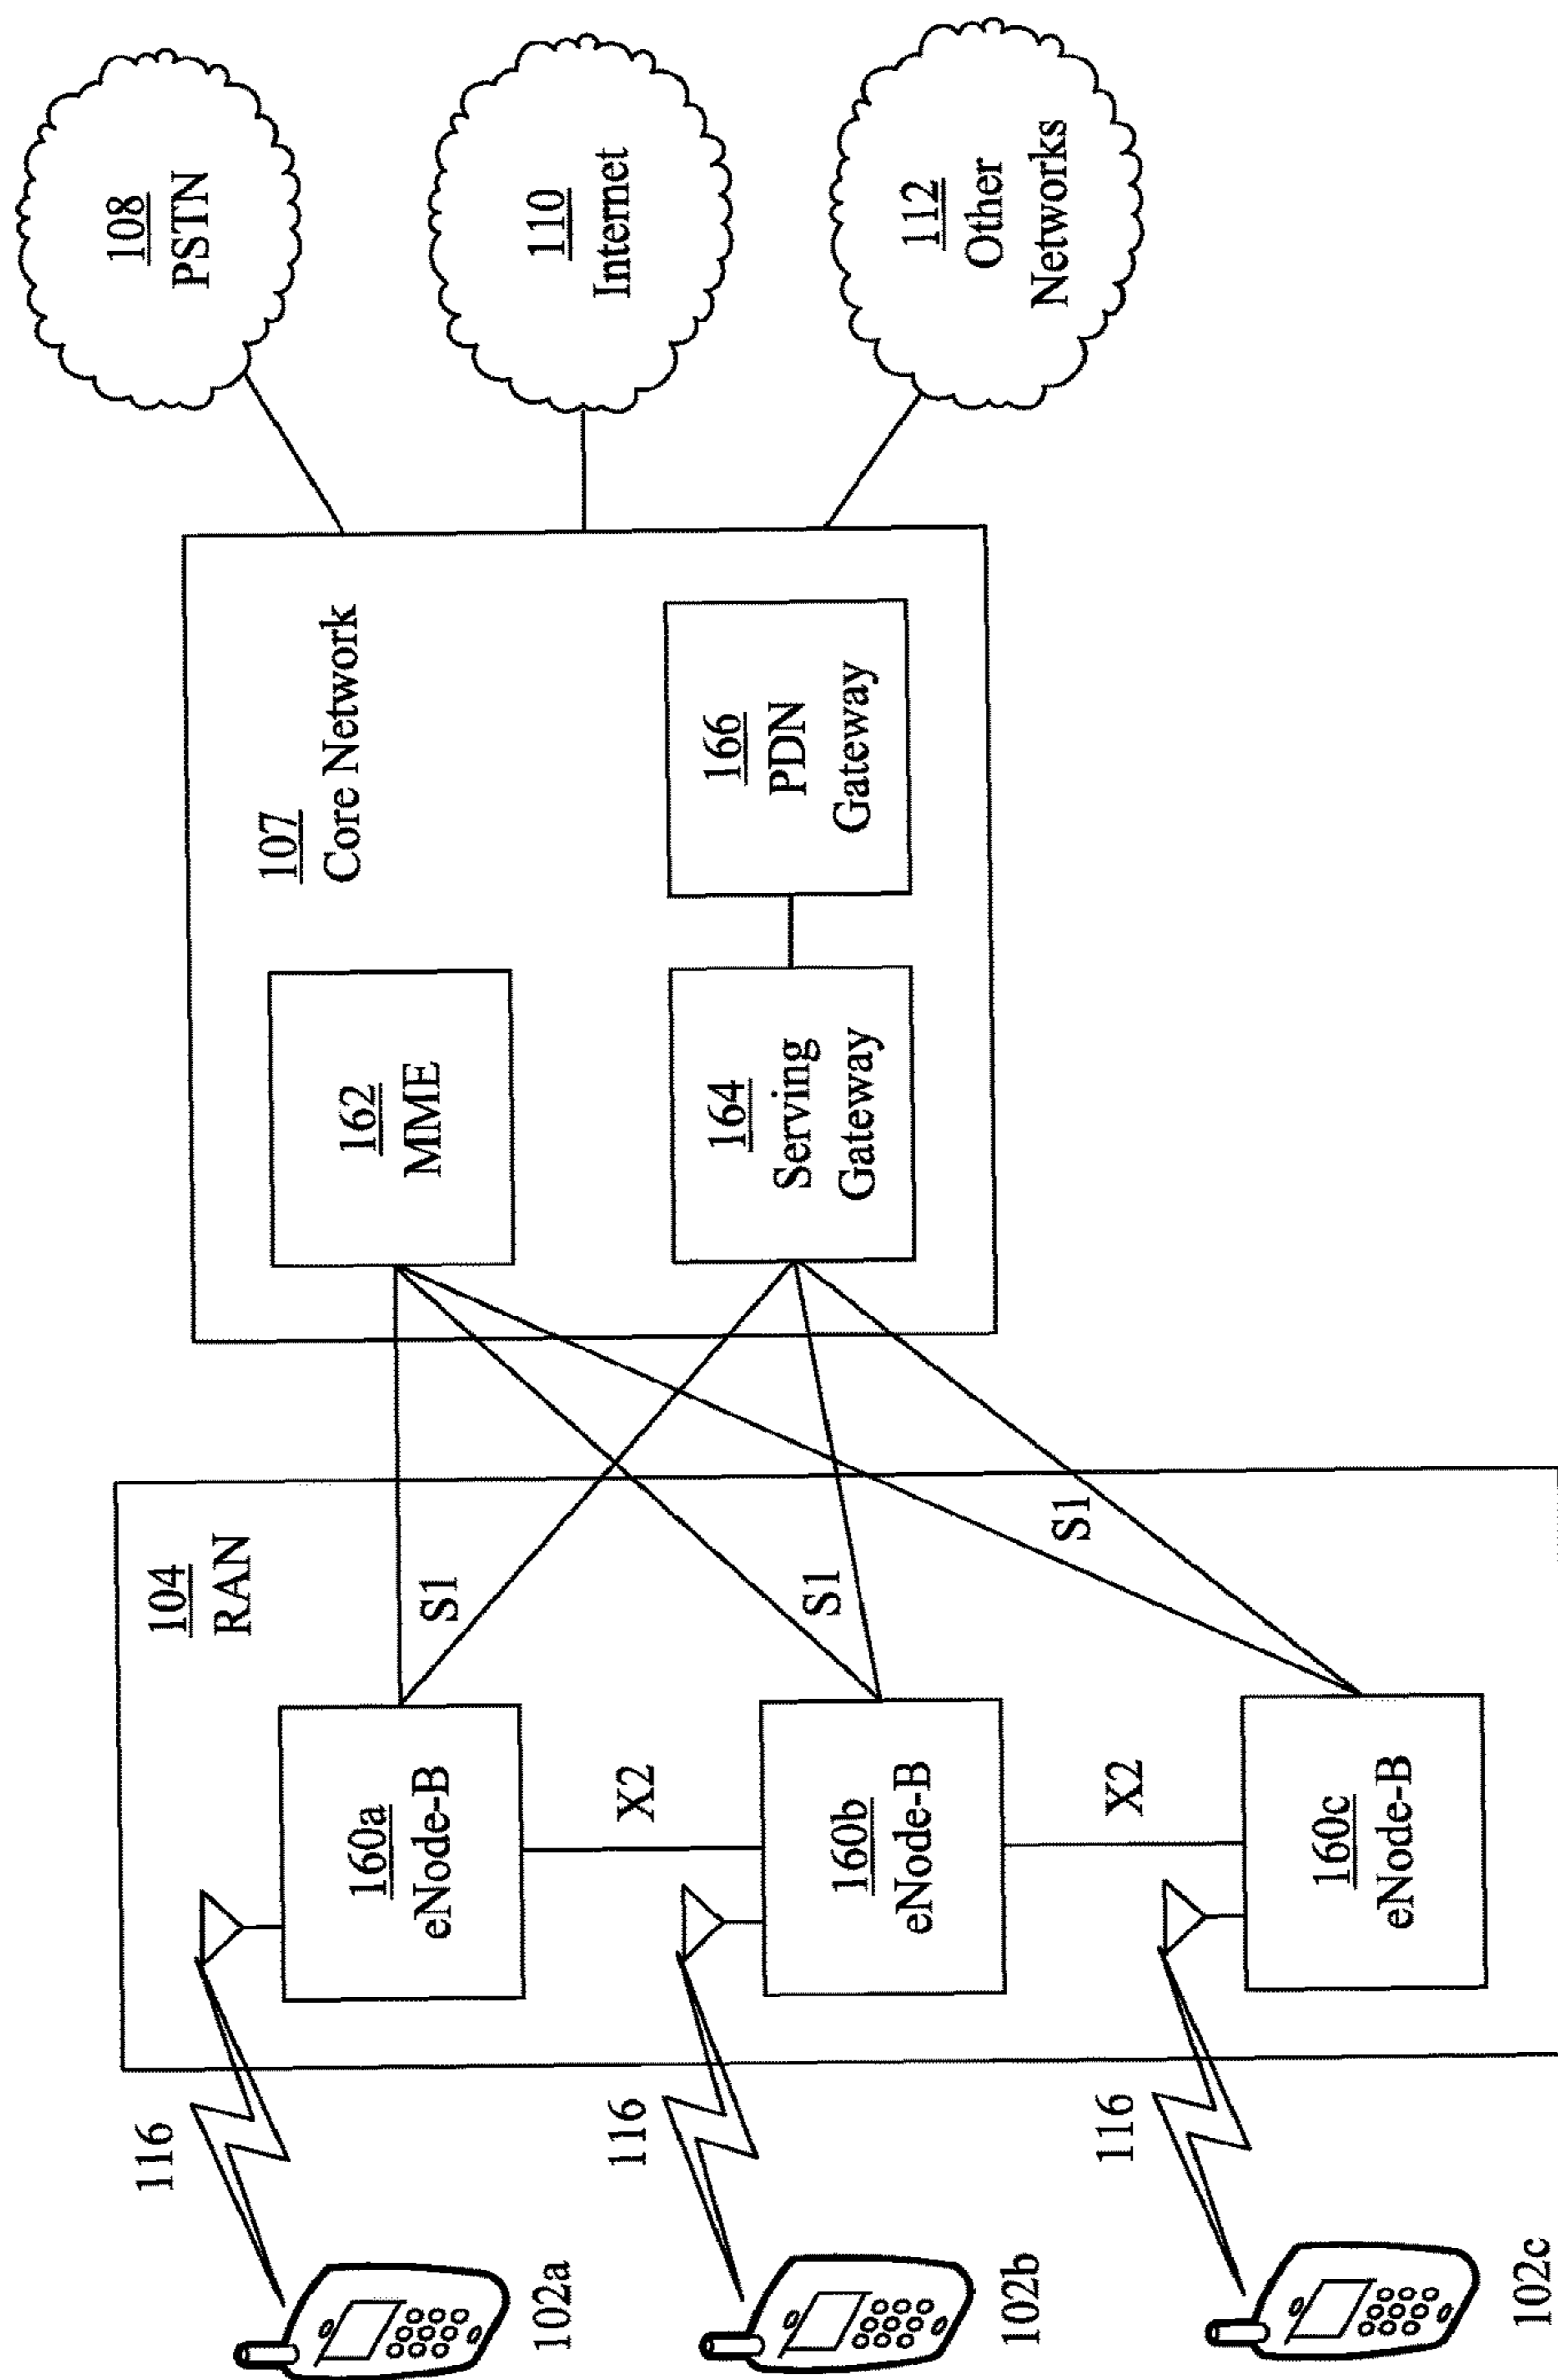 104
RAN
107
Core Network
108
PSTN
116
160a
eNode-B
S1
162
MME
102a
X2
110
Internet
116
160b
eNode-B
S1
164
Serving
Gateway
166
PDN
Gateway
102b
X2
S1
112
Other
Networks
116
160c
eNode-B
102c